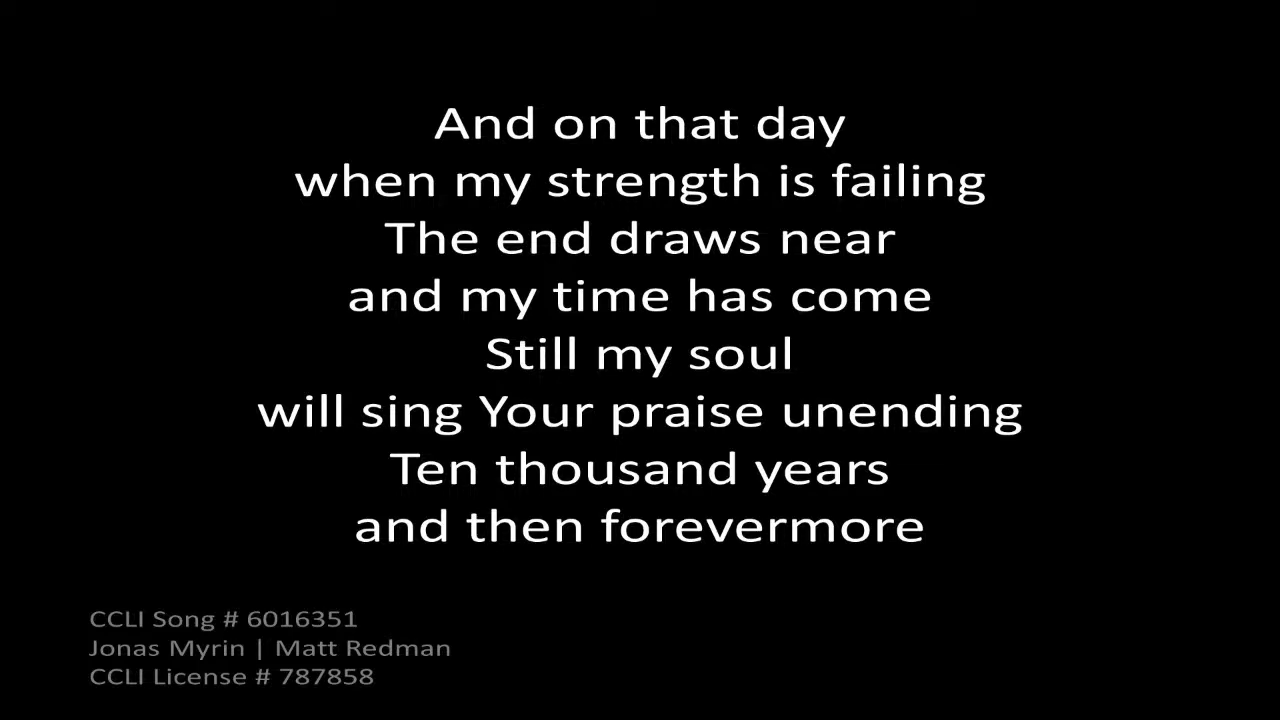 And on that day
when my strength is failing
The end draws near
and my time has come
Still my soul
will sing Your praise unending
Ten thousand years
and then forevermore
CCLI Song # 6016351
Jonas Myrin | Matt Redman
CCLI License # 787858